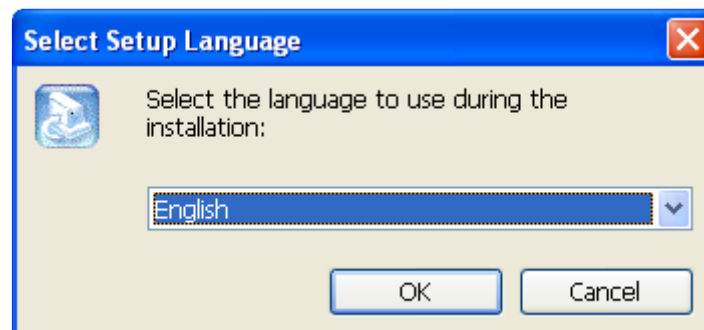 Select Setup Language
Select the language to use during the
installation:
English
OK
Cancel